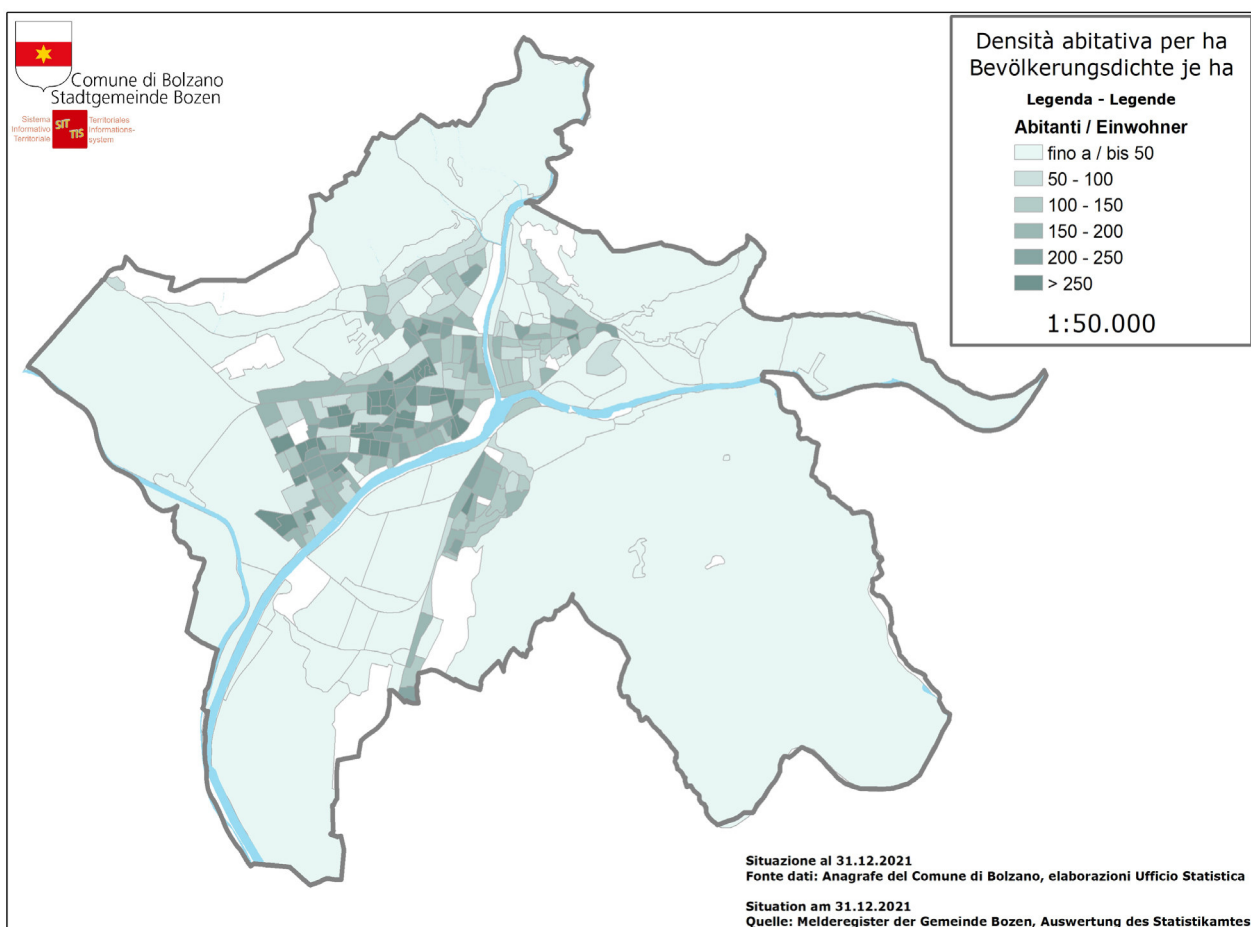 Comune di Bolzano
Stadtgemeinde Bozen
Sistema
Informativo
Territoriale
SIT
TIS
Territoriales
Informations-
system
Densità abitativa per ha
Bevölkerungsdichte je ha
Legenda - Legende
Abitanti / Einwohner
fino a / bis 50
50 - 100
100 - 150
150 - 200
200 - 250
> 250
1:50.000
Situazione al 31.12.2021
Fonte dati: Anagrafe del Comune di Bolzano, elaborazioni Ufficio Statistica
Situation am 31.12.2021
Quelle: Melderegister der Gemeinde Bozen, Auswertung des Statistikamtes